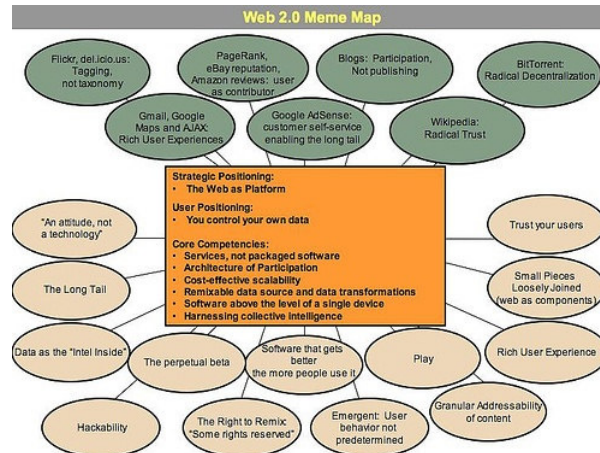 Web 2.0 Meme Map
Flickr, del.icio.us:
Tagging,
not taxonomy
PageRank,
eBay reputation,
Amazon reviews: user
as contributor
Blogs: Participation,
Not publishing
BitTorrent:
Radical Decentralization
Gmail, Google
Maps and AJAX:
Rich User Experiences
Google AdSense:
customer self-service
enabling the long tail
Wikipedia:
Radical Trust
Strategic Positioning:
• The Web as Platform
User Positioning:
• You control your own data
Core Competencies:
• Services, not packaged software
• Architecture of Participation
• Cost-effective scalability
• Remixable data source and data transformations
• Software above the level of a single device
• Harnessing collective intelligence
"An attitude, not
a technology"
Trust your users
The Long Tail
Small Pieces
Loosely Joined
(web as components)
Data as the "Intel Inside"
The perpetual beta
Software that gets
better
the more people use it
Play
Rich User Experience
Hackability
The Right to Remix:
"Some rights reserved"
Emergent: User
behavior not
predetermined
Granular Addressability
of content